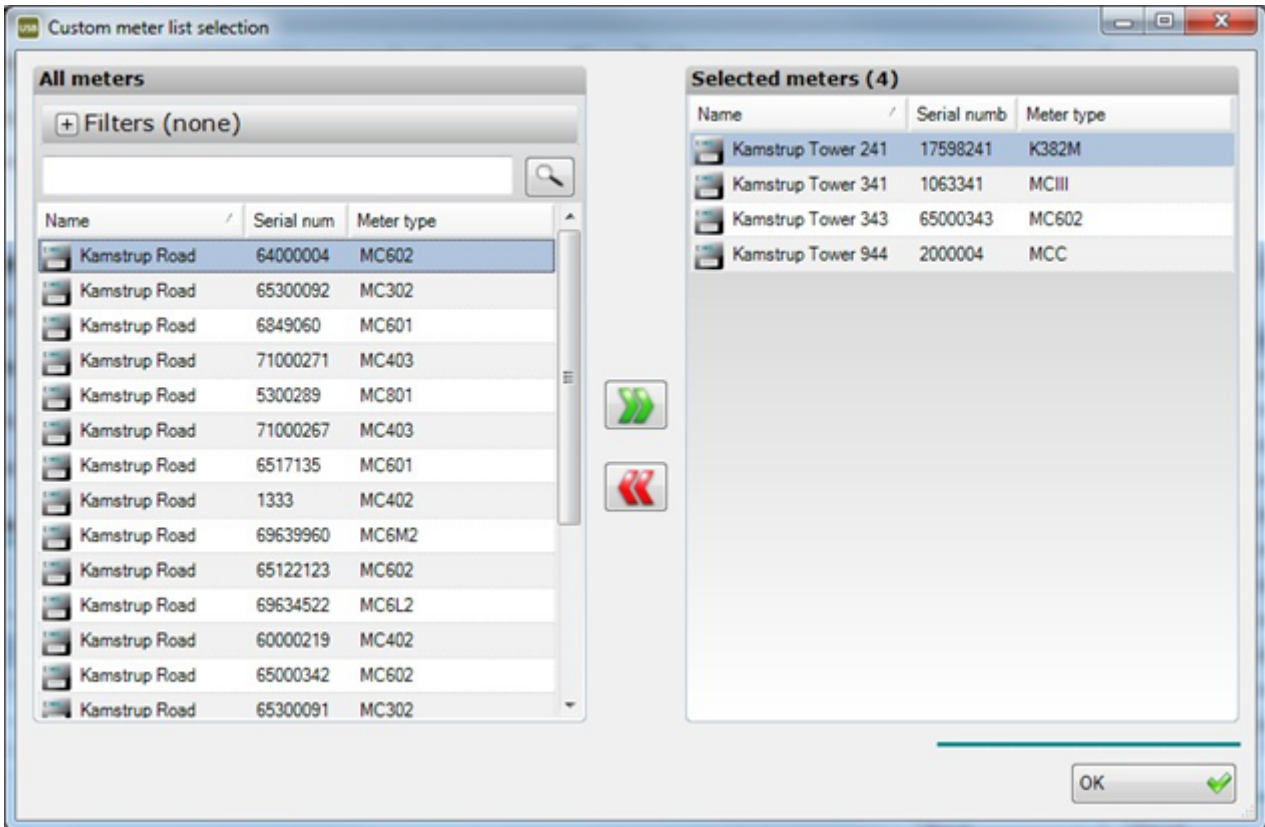 Custom meter list selection
All meters
Filters (none)
Name Serial num Meter type
Kamstrup Road 64000004 MC602
Kamstrup Road 65300092 MC302
Kamstrup Road 6849060 MC601
Kamstrup Road 71000271 MC403
Kamstrup Road 5300289 MC801
Kamstrup Road 71000267 MC403
Kamstrup Road 6517135 MC601
Kamstrup Road 1333 MC402
Kamstrup Road 69639960 MC6M2
Kamstrup Road 65122123 MC602
Kamstrup Road 69634522 MC6L2
Kamstrup Road 60000219 MC402
Kamstrup Road 65000342 MC602
Kamstrup Road 65300091 MC302
Selected meters (4)
Name Serial numb Meter type
Kamstrup Tower 241 17598241 K382M
Kamstrup Tower 341 1063341 MCIII
Kamstrup Tower 343 65000343 MC602
Kamstrup Tower 944 2000004 MCC
OK